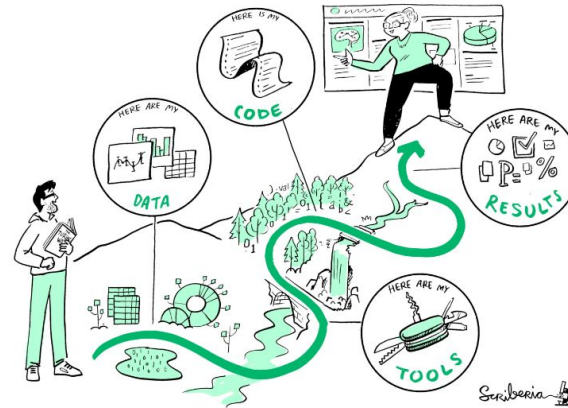 HERE IS MY
CODE
HERE ARE MY
DATA
HERE ARE MY
P= %
RESULTS
HERE ARE MY
TOOLS
Scriberia